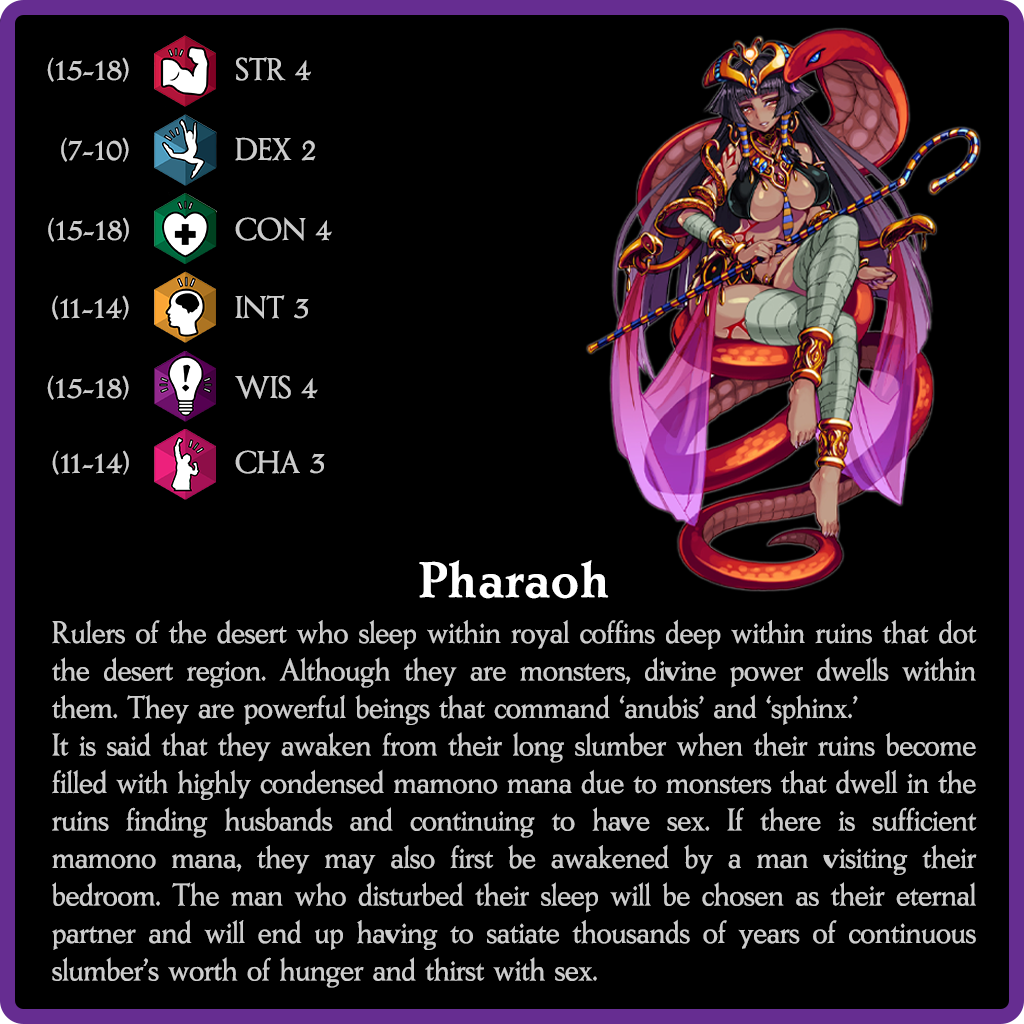 (15-18) STR 4
(7-10) DEX 2
(15-18) CON 4
(11-14) INT 3
(15-18) WIS 4
(11-14) CHA 3
Pharaoh
Rulers of the desert who sleep within royal coffins deep within ruins that dot
the desert region. Although they are monsters, divine power dwells within
them. They are powerful beings that command ‘anubis’ and ‘sphinx.’
It is said that they awaken from their long slumber when their ruins become
filled with highly condensed mamono mana due to monsters that dwell in the
ruins finding husbands and continuing to have sex. If there is sufficient
mamono mana, they may also first be awakened by a man visiting their
bedroom. The man who disturbed their sleep will be chosen as their eternal
partner and will end up having to satiate thousands of years of continuous
slumber’s worth of hunger and thirst with sex.